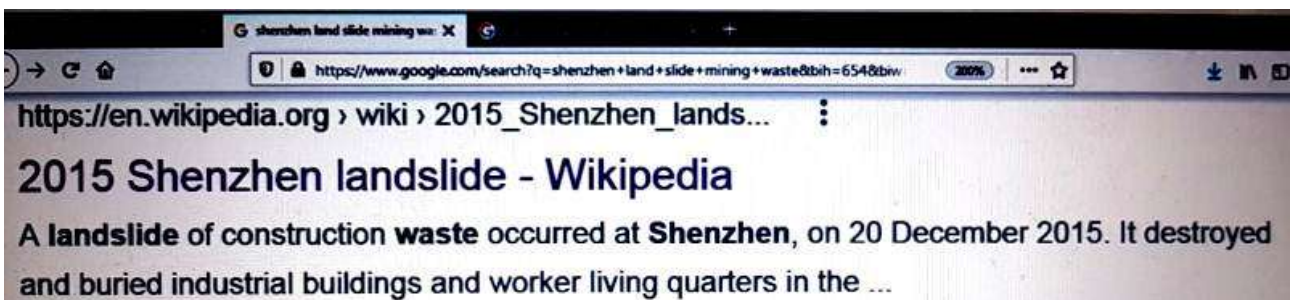 shenzhen land slide mining wa:
https://www.google.com/search?q=shenzhen+land+slide+mining+waste&bih=654&biw
200%
https://en.wikipedia.org › wiki › 2015_Shenzhen_lands...
2015 Shenzhen landslide - Wikipedia
A landslide of construction waste occurred at Shenzhen, on 20 December 2015. It destroyed
and buried industrial buildings and worker living quarters in the ...